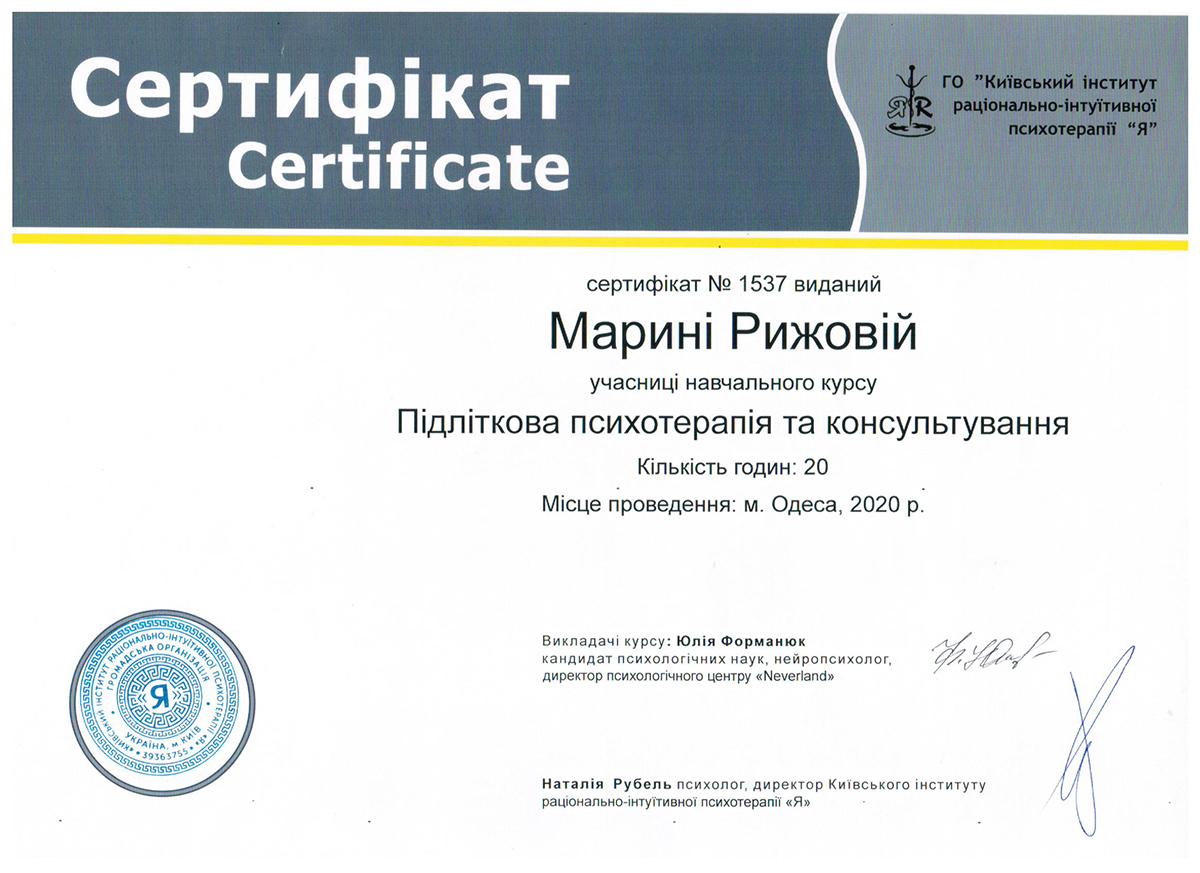 Сертифікат
Certificate
ГО "Київський інститут
раціонально-інтуїтивної
психотерапії “Я”
сертифікат № 1537 виданий
Марині Рижовій
учасниці навчального курсу
Підліткова психотерапія та консультування
Кількість годин: 20
Місце проведення: м. Одеса, 2020 р.
Викладачі курсу: Юлія Форманюк
кандидат психологічних наук, нейропсихолог,
директор психологічного центру «Neverland»
Наталія Рубель психолог, директор Київського інституту
раціонально-інтуїтивної психотерапії «Я»
«КИЇВСЬКИЙ ІНСТИТУТ РАЦІОНАЛЬНО-ІНТУЇТИВНОЇ ПСИХОТЕРАПІЇ «Я»
ГРОМАДСЬКА ОРГАНІЗАЦІЯ
Я
УКРАЇНА, м КИЇВ
39363755